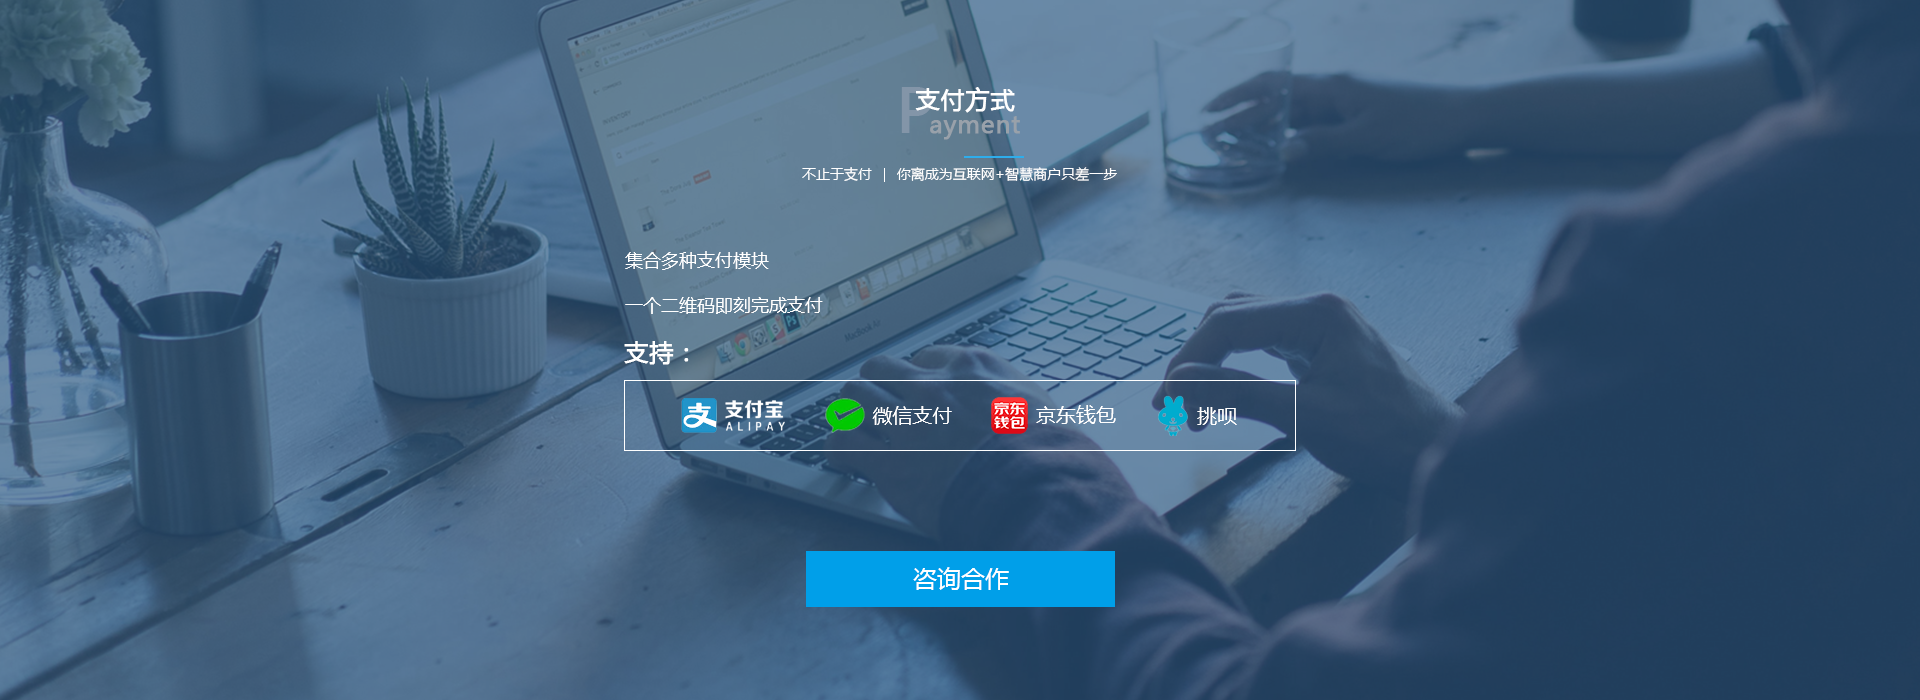 支付方式
Payment
不止于支付 | 你离成为互联网+智慧商户只差一步
集合多种支付模块
一个二维码即刻完成支付
支持：
支付宝 ALIPAY 微信支付 京东钱包 京东钱包 挑呗
MacBook Air
咨询合作